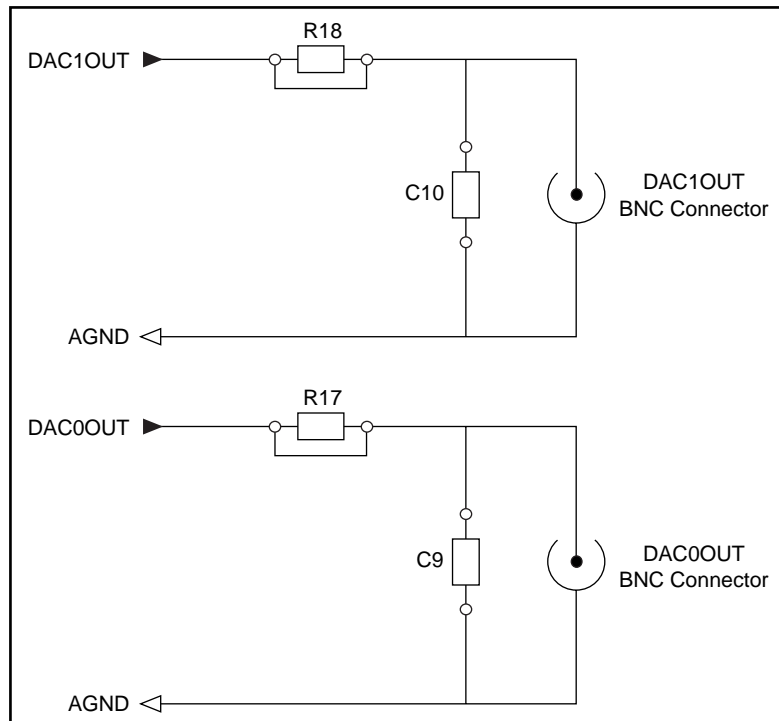 R18
DAC1OUT
C10
DAC1OUT
BNC Connector
AGND
R17
DAC0OUT
C9
DAC0OUT
BNC Connector
AGND